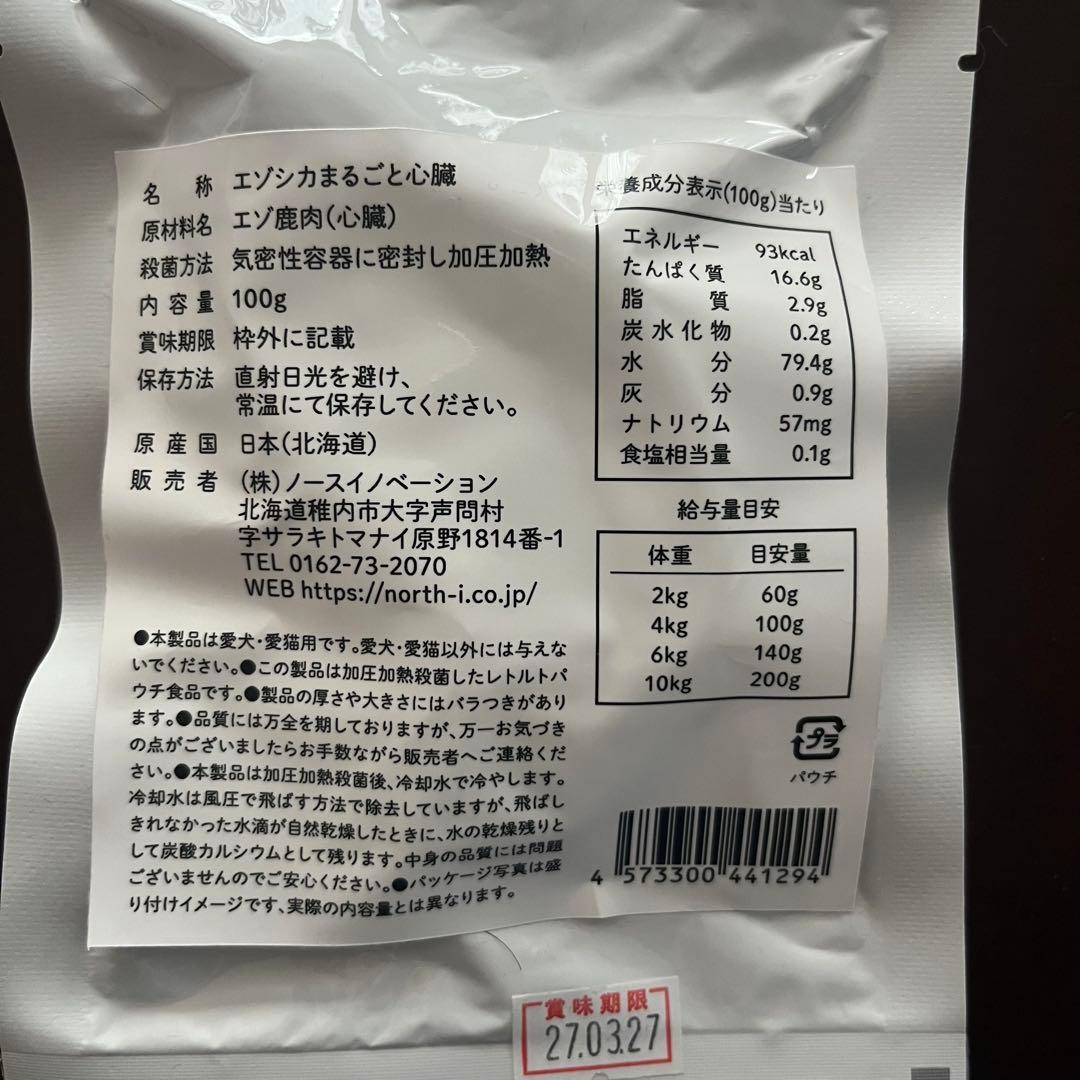 名称 エゾシカまるごと心臓
原材料名 エゾ鹿肉(心臓)
殺菌方法 気密性容器に密封し加圧加熱
内容量 100g
賞味期限 枠外に記載
保存方法 直射日光を避け、
常温にて保存してください。
原産国 日本(北海道)
販売者 (株)ノースイノベーション
北海道稚内市大字声問村
字サラキトマナイ原野1814番-1
TEL 0162-73-2070
WEB https://north-i.co.jp/
●本製品は愛犬・愛猫用です。愛犬・愛猫以外には与えな
いでください。●この製品は加圧加熱殺菌したレトルトパ
ウチ食品です。●製品の厚さや大きさにはバラつきがあり
ます。●品質には万全を期しておりますが、万一お気づき
の点がございましたらお手数ながら販売者へご連絡くだ
さい。●本製品は加圧加熱殺菌後、冷却水で冷やします。
冷却水は風圧で飛ばす方法で除去していますが、飛ばし
きれなかった水滴が自然乾燥したときに、水の乾燥残りと
して炭酸カルシウムとして残ります。中身の品質には問題
ございませんのでご安心ください。●パッケージ写真は盛
り付けイメージです、実際の内容量とは異なります。
栄養成分表示(100g)当たり
エネルギー 93kcal
たんぱく質 16.6g
脂質 2.9g
炭水化物 0.2g
水分 79.4g
灰分 0.9g
ナトリウム 57mg
食塩相当量 0.1g
給与量目安
体重 目安量
2kg 60g
4kg 100g
6kg 140g
10kg 200g
プラ
パウチ
4 573300 441294
賞味期限
27.03.27